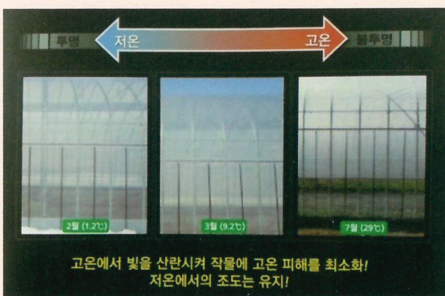 투명 저온 고온 불투명
2월 (1.2℃) 3월 (9.2℃) 7월 (29℃)
고온에서 빛을 산란시켜 작물에 고온 피해를 최소화!
저온에서의 조도는 유지!